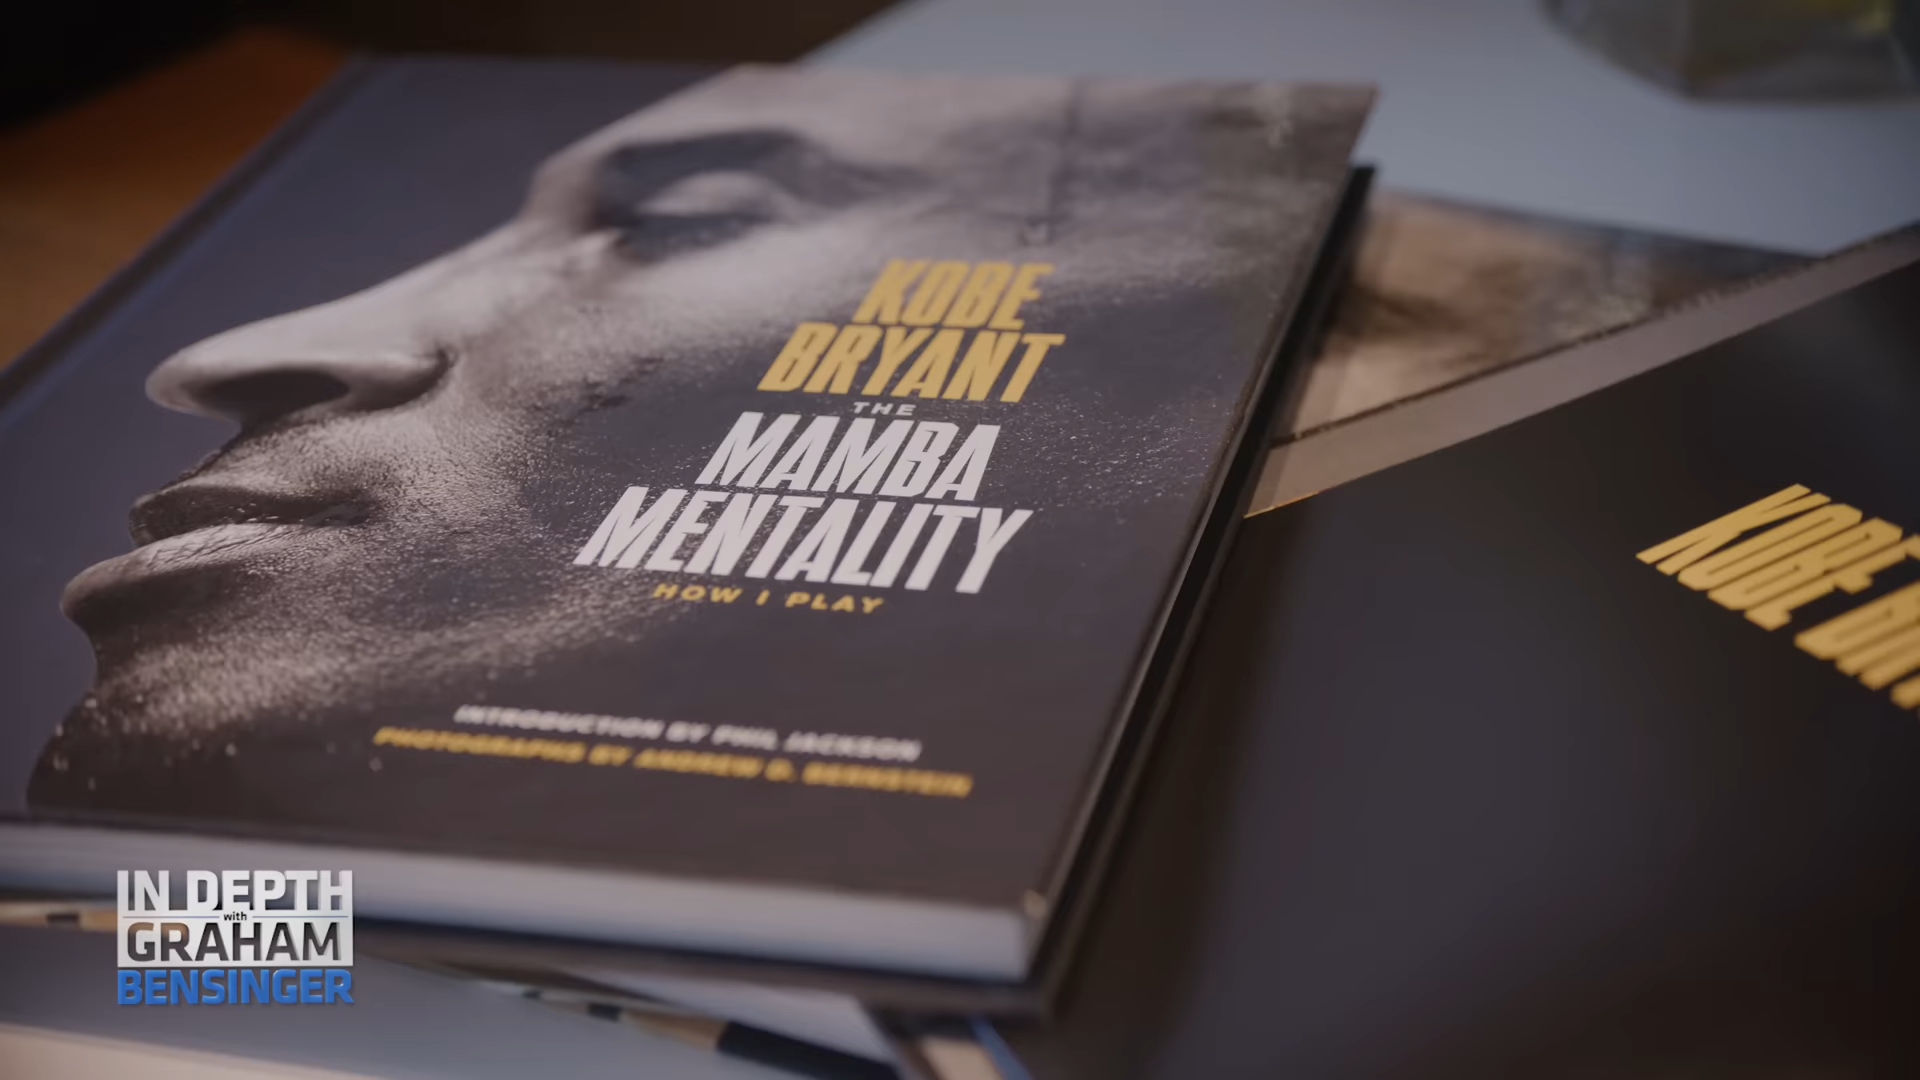 KOBE
BRYANT
THE
MAMBA
MENTALITY
HOW I PLAY
INTRODUCTION BY PHIL JACKSON
PHOTOGRAPHS BY ANDREW D. BERNSTEIN
KOBE
IN DEPTH
with
GRAHAM
BENSINGER